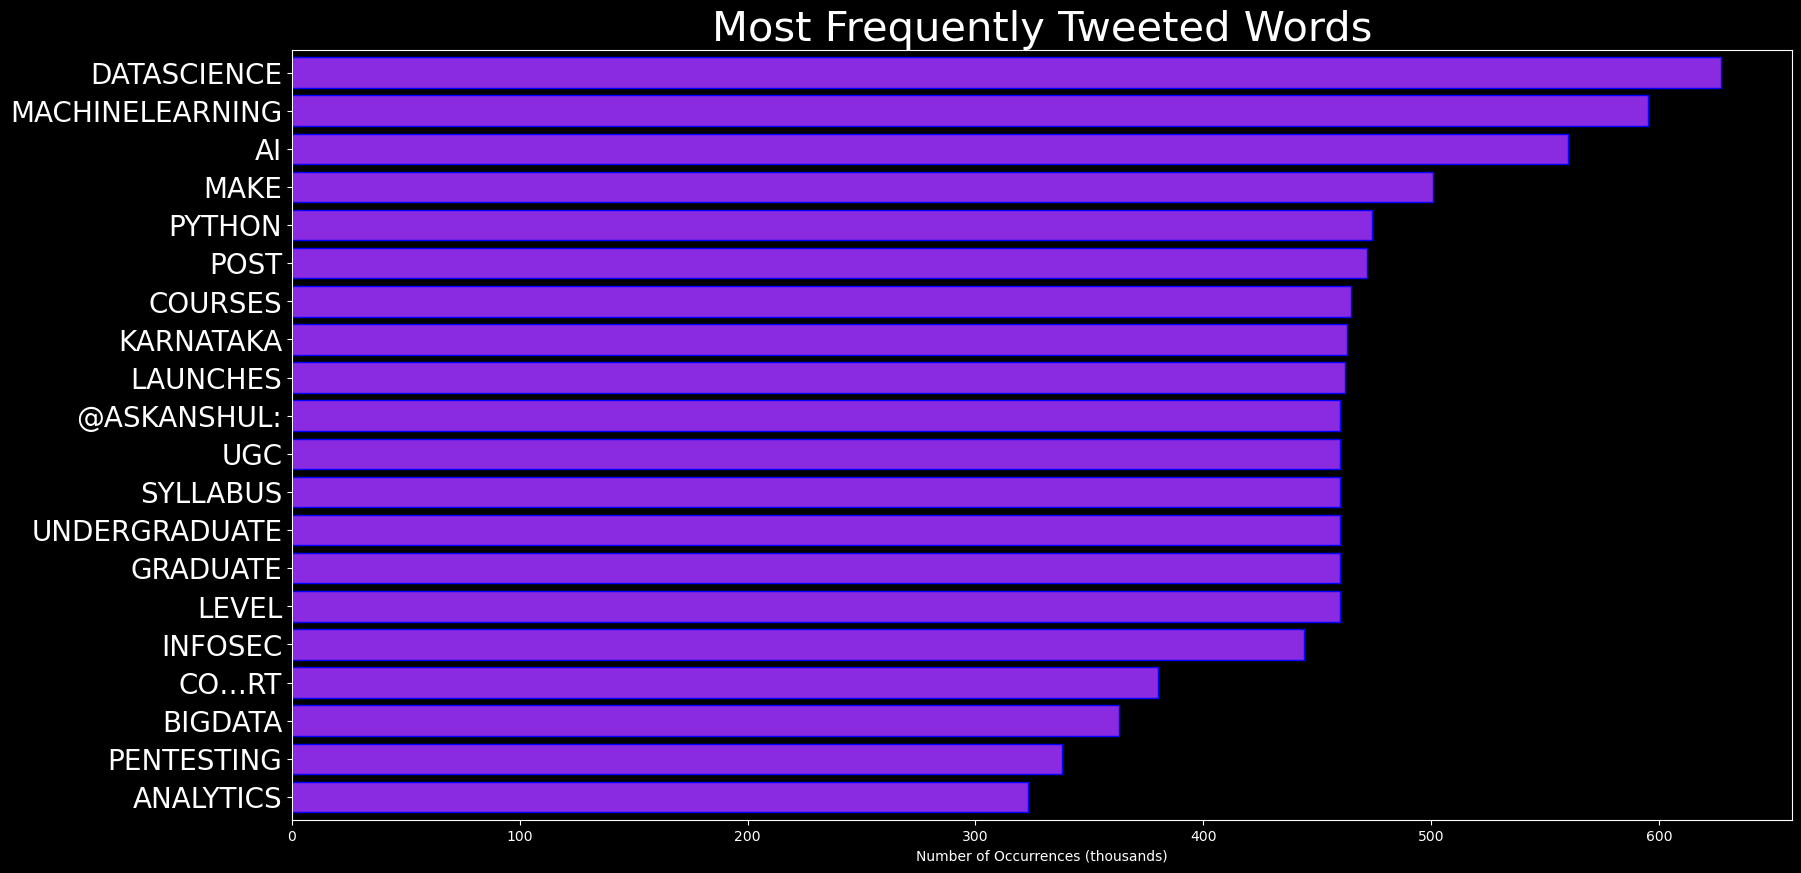 Most Frequently Tweeted Words
DATASCIENCE
MACHINELEARNING
AI
MAKE
PYTHON
POST
COURSES
KARNATAKA
LAUNCHES
@ASKANSHUL:
UGC
SYLLABUS
UNDERGRADUATE
GRADUATE
LEVEL
INFOSEC
CO…RT
BIGDATA
PENTESTING
ANALYTICS
0 100 200 300 400 500 600
Number of Occurrences (thousands)